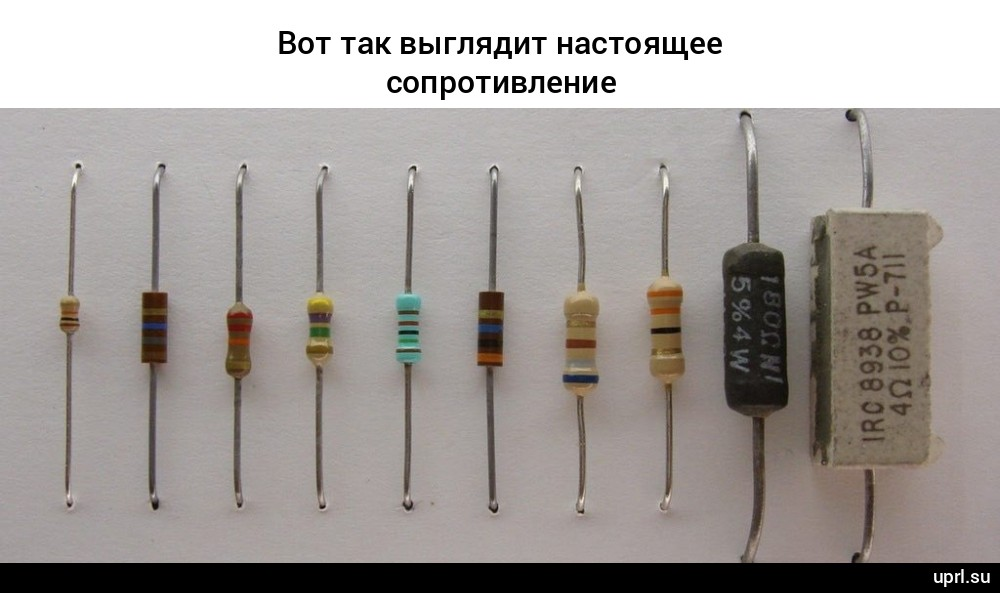 Вот так выглядит настоящее
сопротивление
180Ω NI
5% 4W
IRC 8938 PW5A
4Ω 10% P-711
uprl.su